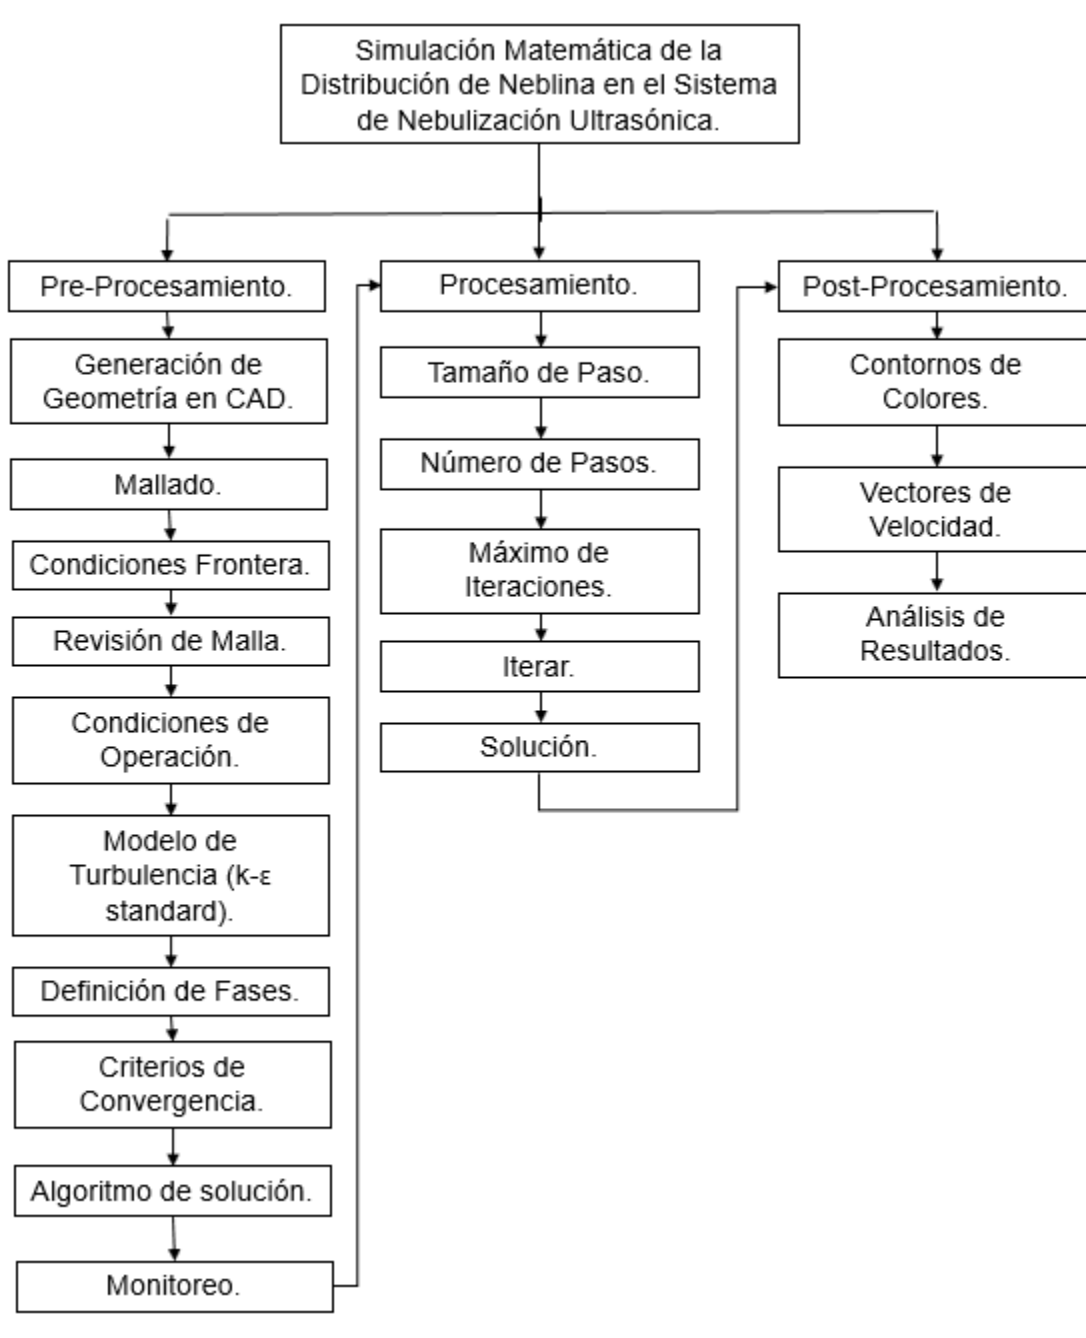 Simulación Matemática de la
Distribución de Neblina en el Sistema
de Nebulización Ultrasónica.
Pre-Procesamiento.
Generación de
Geometría en CAD.
Mallado.
Condiciones Frontera.
Revisión de Malla.
Condiciones de
Operación.
Modelo de
Turbulencia (k-ε
standard).
Definición de Fases.
Criterios de
Convergencia.
Algoritmo de solución.
Monitoreo.
Procesamiento.
Tamaño de Paso.
Número de Pasos.
Máximo de
Iteraciones.
Iterar.
Solución.
Post-Procesamiento.
Contornos de
Colores.
Vectores de
Velocidad.
Análisis de
Resultados.